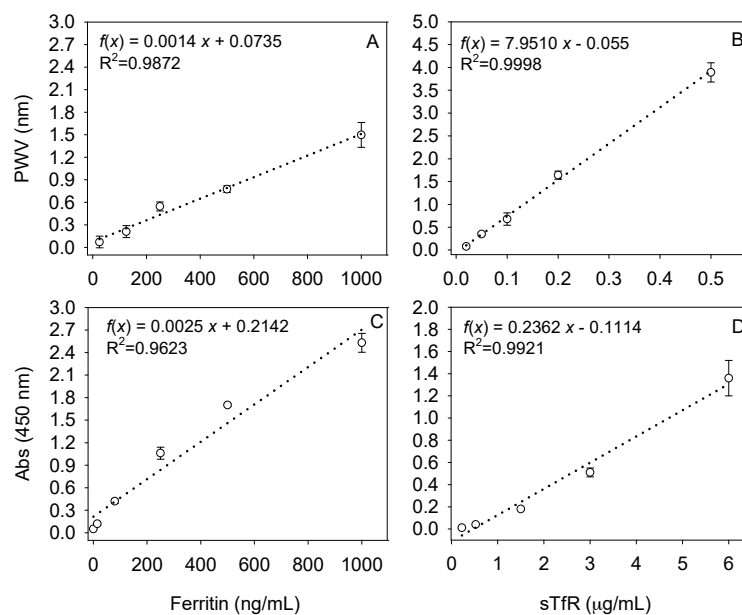 f(x) = 0.0014 x + 0.0735
R²=0.9872
A
PWV (nm)
3.0
2.7
2.4
2.1
1.8
1.5
1.2
0.9
0.6
0.3
0.0
0 200 400 600 800 1000
f(x) = 7.9510 x - 0.055
R²=0.9998
B
5.0
4.5
4.0
3.5
3.0
2.5
2.0
1.5
1.0
0.5
0.0
0.0 0.1 0.2 0.3 0.4 0.5
f(x) = 0.0025 x + 0.2142
R²=0.9623
C
Abs (450 nm)
3.0
2.7
2.4
2.1
1.8
1.5
1.2
0.9
0.6
0.3
0.0
0 200 400 600 800 1000
Ferritin (ng/mL)
f(x) = 0.2362 x - 0.1114
R²=0.9921
D
2.0
1.8
1.6
1.4
1.2
1.0
0.8
0.6
0.4
0.2
0.0
0 1 2 3 4 5 6
sTfR (μg/mL)